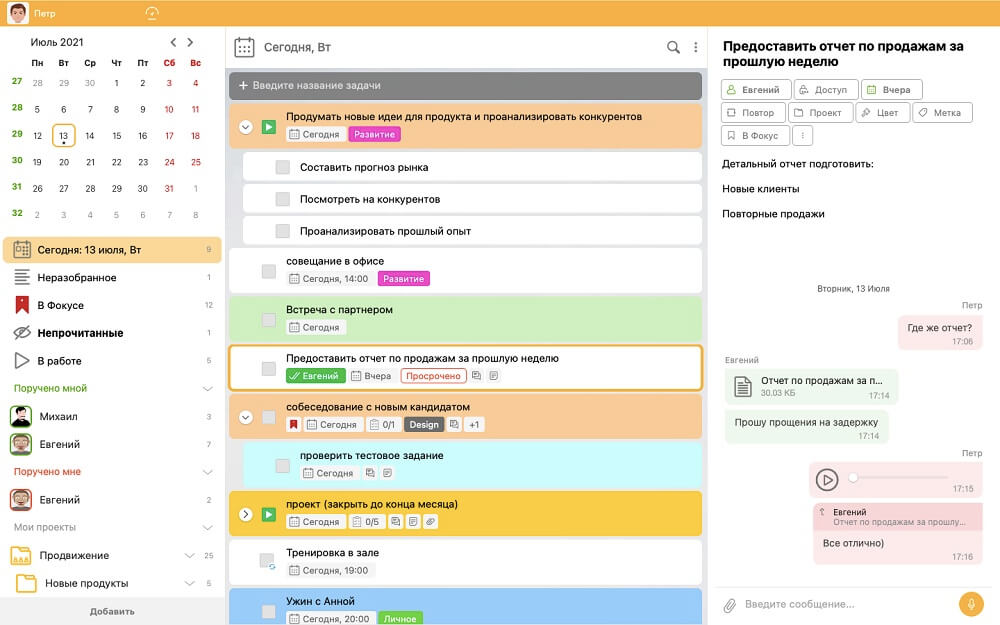 Петр
Июль 2021
Пн Вт Ср Чт Пт Сб Вс
27 28 29 30 1 2 3 4
28 5 6 7 8 9 10 11
29 12 13 14 15 16 17 18
30 19 20 21 22 23 24 25
31 26 27 28 29 30 31 1
32 2 3 4 5 6 7 8
Сегодня: 13 июля, Вт 9
Неразобранное 1
В Фокусе 12
Непрочитанные 1
В работе 5
Поручено мной
Михаил 3
Евгений 7
Поручено мне
Евгений 2
Мои проекты
Продвижение 25
Новые продукты 5
Добавить
Сегодня, Вт
+ Введите название задачи
Продумать новые идеи для продукта и проанализировать конкурентов
Сегодня Развитие
Составить прогноз рынка
Посмотреть на конкурентов
Проанализировать прошлый опыт
совещание в офисе
Сегодня, 14:00 Развитие
Встреча с партнером
Сегодня
Предоставить отчет по продажам за прошлую неделю
Евгений Вчера Просрочено
собеседование с новым кандидатом
Сегодня 0/1 Design +1
проверить тестовое задание
Сегодня
проект (закрыть до конца месяца)
Сегодня 0/5
Тренировка в зале
Сегодня, 19:00
Ужин с Анной
Сегодня, 20:00 Личное
Предоставить отчет по продажам за
прошлую неделю
Евгений Доступ Вчера
Повтор Проект Цвет Метка
В Фокус
Детальный отчет подготовить:
Новые клиенты
Повторные продажи
Вторник, 13 Июля
Петр
Где же отчет?
17:06
Евгений
Отчет по продажам за п...
30.03 КБ 17:14
Прошу прощения на задержку
17:14
Петр
17:15
Евгений
Отчет по продажам за прошлу...
Все отлично)
17:16
Введите сообщение...